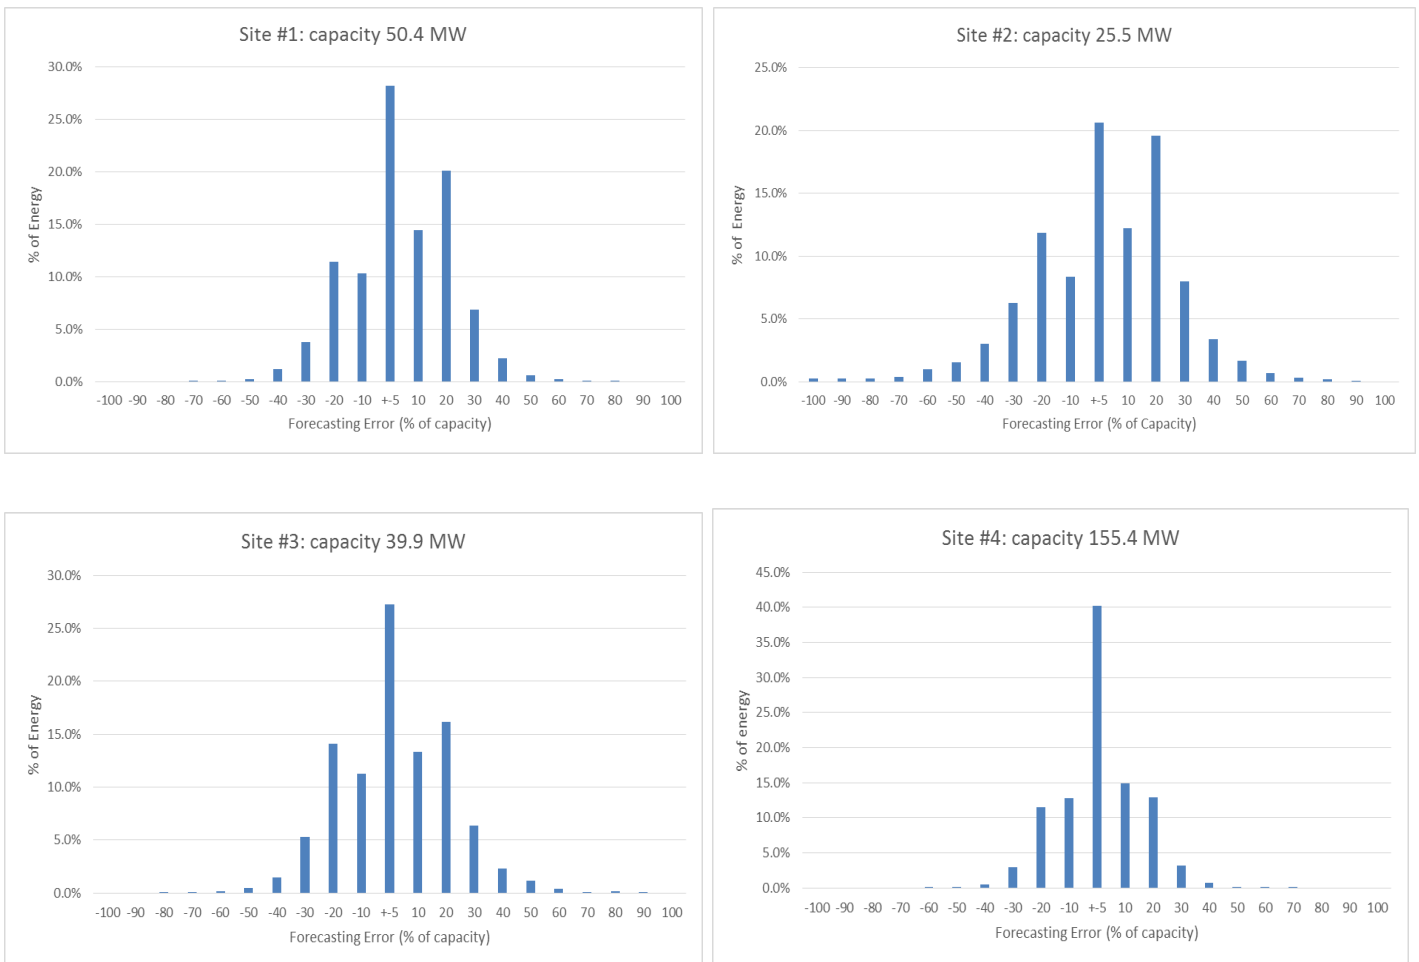 Site #1: capacity 50.4 MW
30.0%
25.0%
20.0%
15.0%
10.0%
5.0%
0.0%
% of Energy
-100 -90 -80 -70 -60 -50 -40 -30 -20 -10 +-5 10 20 30 40 50 60 70 80 90 100
Forecasting Error (% of capacity)
Site #2: capacity 25.5 MW
25.0%
20.0%
15.0%
10.0%
5.0%
0.0%
% of Energy
-100 -90 -80 -70 -60 -50 -40 -30 -20 -10 +-5 10 20 30 40 50 60 70 80 90 100
Forecasting Error (% of Capacity)
Site #3: capacity 39.9 MW
30.0%
25.0%
20.0%
15.0%
10.0%
5.0%
0.0%
% of Energy
-100 -90 -80 -70 -60 -50 -40 -30 -20 -10 +-5 10 20 30 40 50 60 70 80 90 100
Forecasting Error (% of capacity)
Site #4: capacity 155.4 MW
45.0%
40.0%
35.0%
30.0%
25.0%
20.0%
15.0%
10.0%
5.0%
0.0%
% of energy
-100 -90 -80 -70 -60 -50 -40 -30 -20 -10 +-5 10 20 30 40 50 60 70 80 90 100
Forecasting Error (% of capacity)